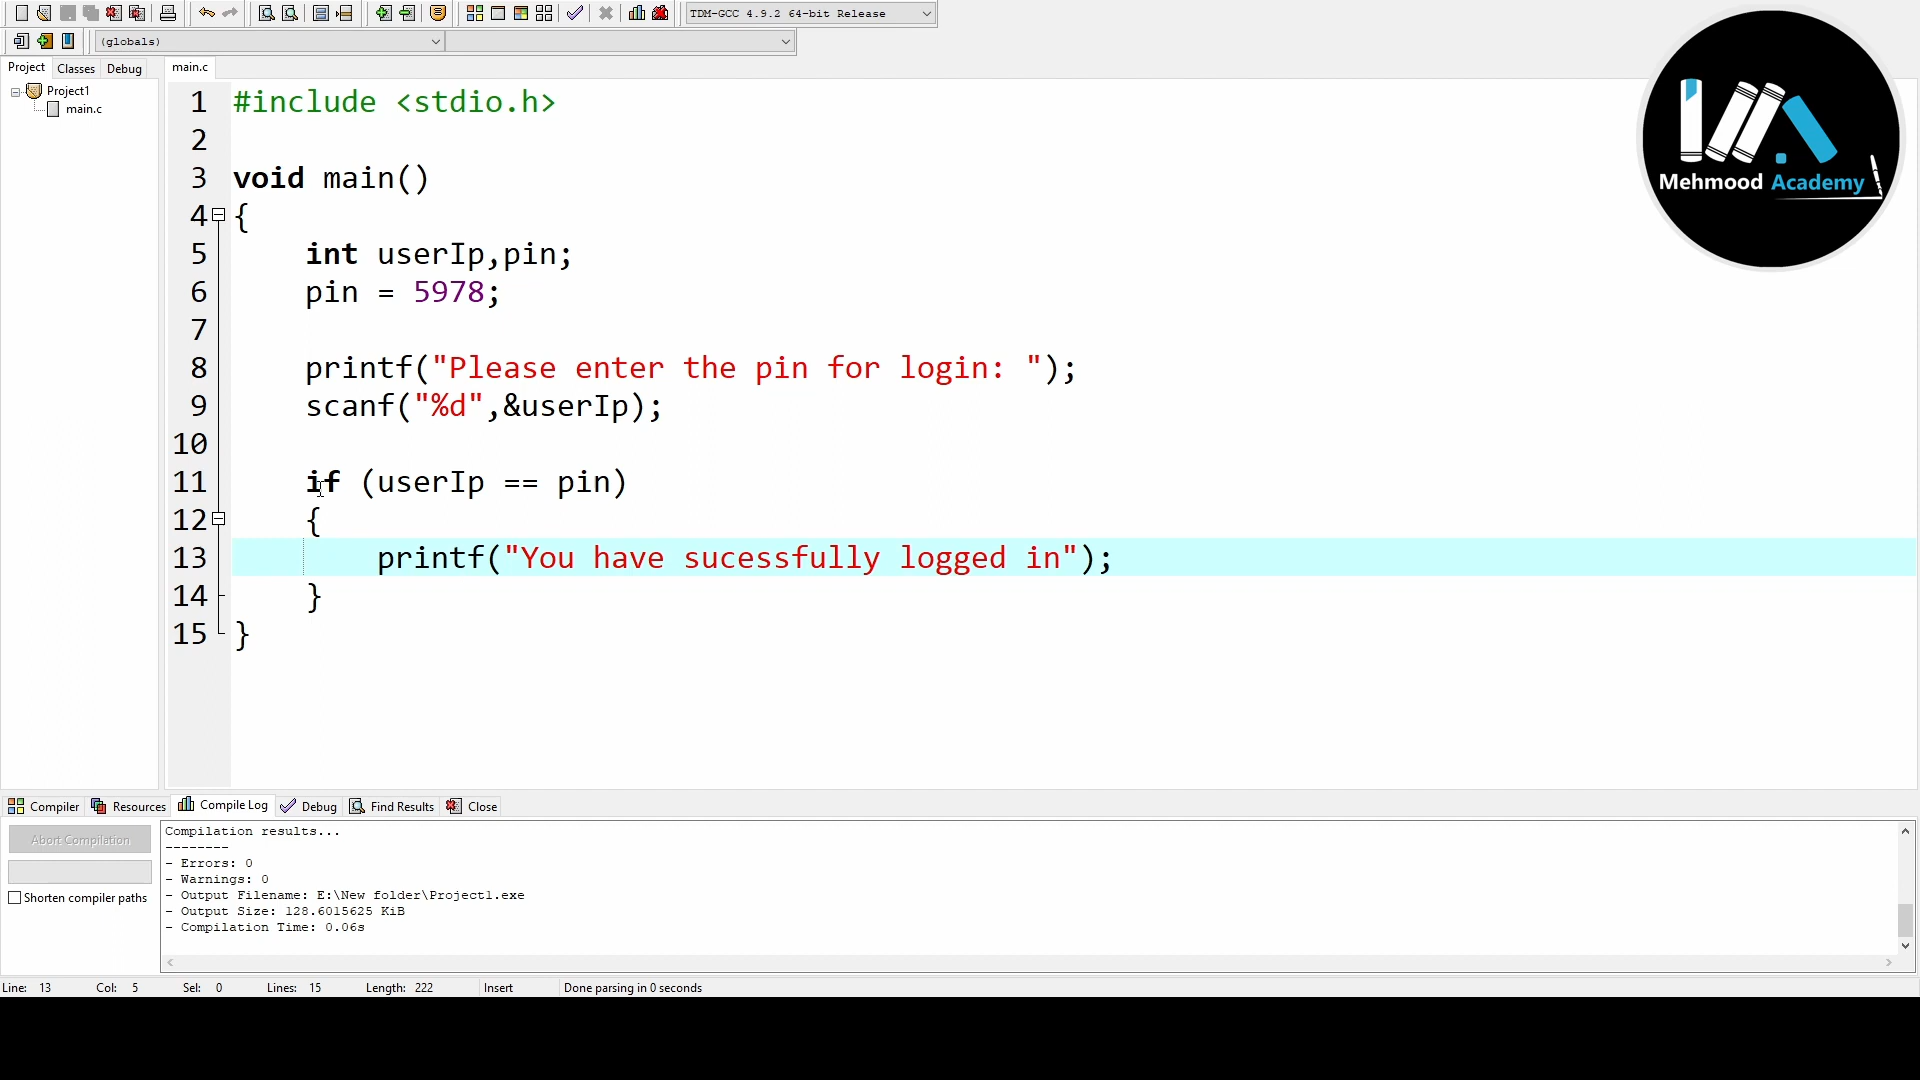 TDM-GCC 4.9.2 64-bit Release
(globals)
Project Classes Debug main.c
Project1
main.c
1 #include <stdio.h>
2
3 void main()
4 {
5 int userIp,pin;
6 pin = 5978;
7
8 printf("Please enter the pin for login: ");
9 scanf("%d",&userIp);
10
11 if (userIp == pin)
12 {
13 printf("You have sucessfully logged in");
14 }
15 }
Mehmood Academy
Compiler Resources Compile Log Debug Find Results Close
Abort Compilation
Shorten compiler paths
Compilation results...
--------
- Errors: 0
- Warnings: 0
- Output Filename: E:\New folder\Project1.exe
- Output Size: 128.6015625 KiB
- Compilation Time: 0.06s
Line: 13 Col: 5 Sel: 0 Lines: 15 Length: 222 Insert Done parsing in 0 seconds